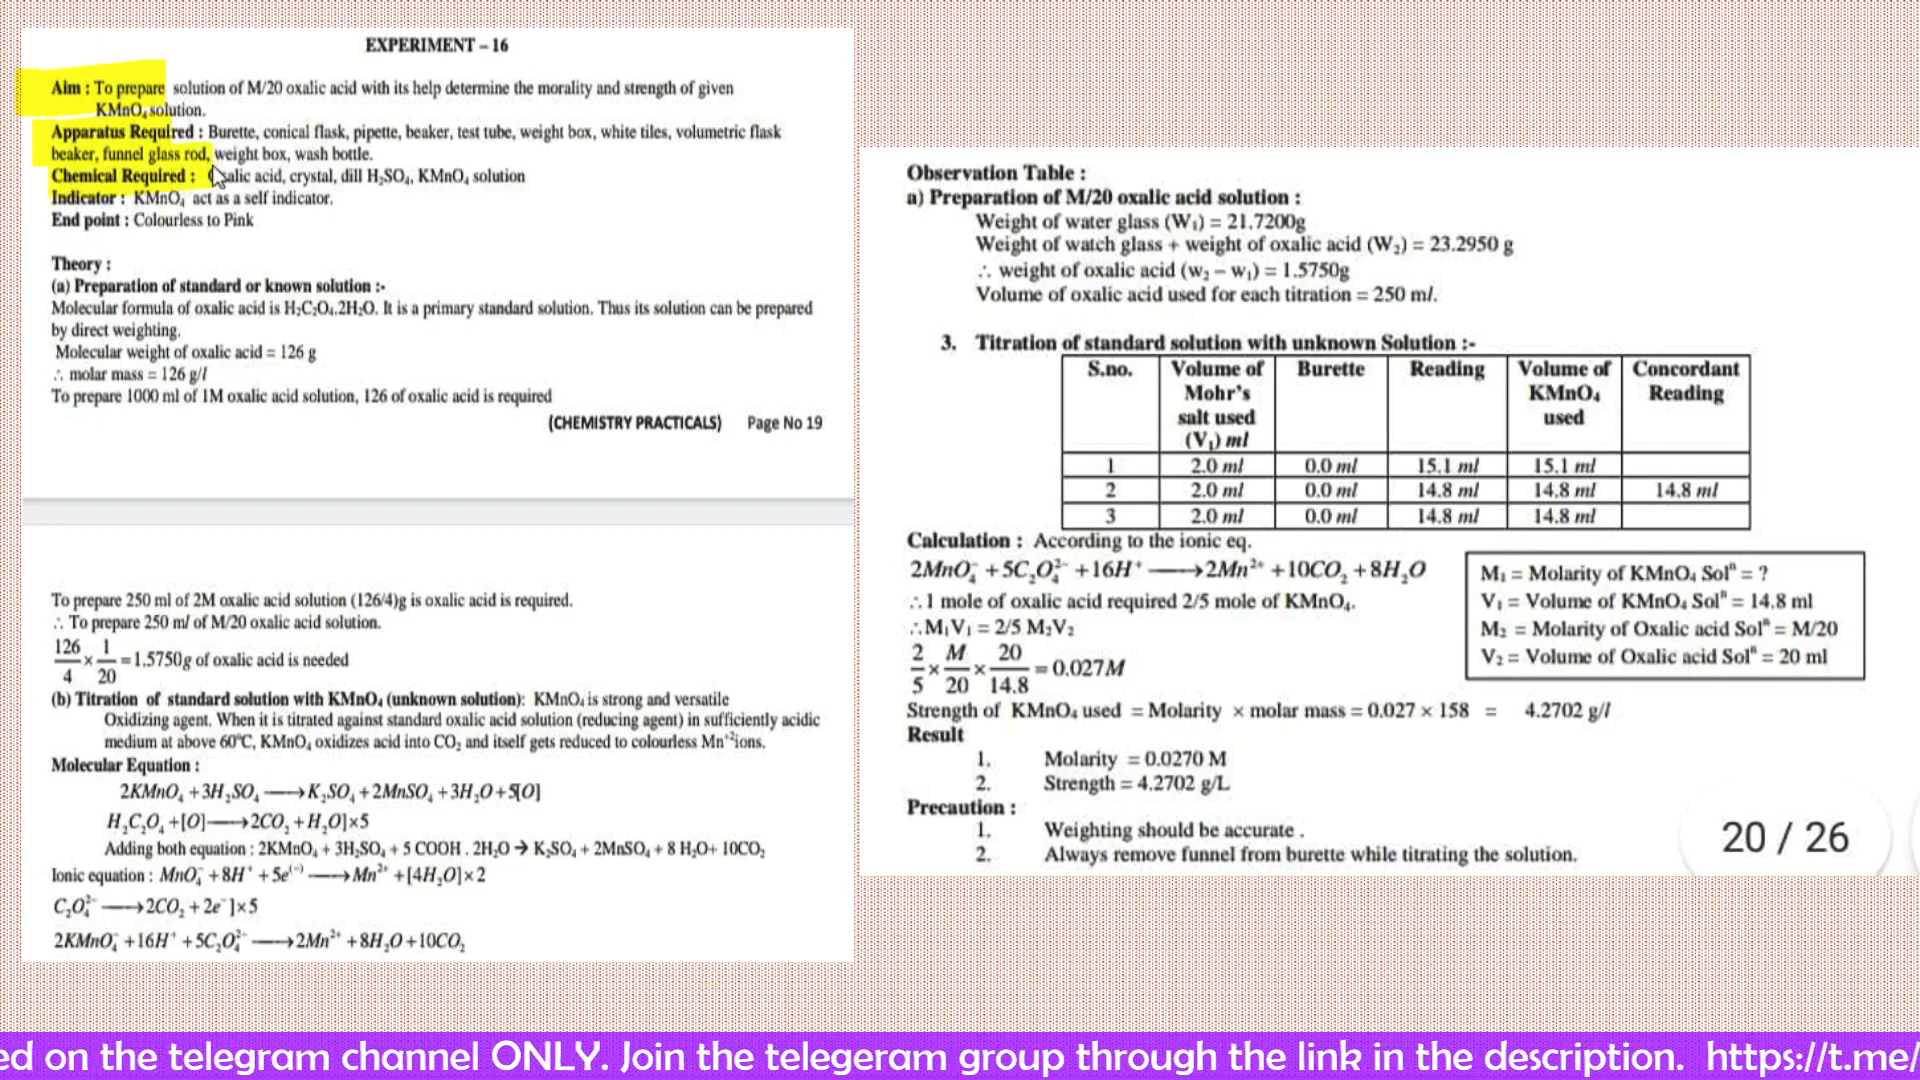 EXPERIMENT – 16
Aim : To prepare solution of M/20 oxalic acid with its help determine the morality and strength of given
KMnO₄ solution.
Apparatus Required : Burette, conical flask, pipette, beaker, test tube, weight box, white tiles, volumetric flask
beaker, funnel glass rod, weight box, wash bottle.
Chemical Required : salic acid, crystal, dill H₂SO₄, KMnO₄ solution
Indicator : KMnO₄ act as a self indicator.
End point : Colourless to Pink
Theory :
(a) Preparation of standard or known solution :-
Molecular formula of oxalic acid is H₂C₂O₄.2H₂O. It is a primary standard solution. Thus its solution can be prepared
by direct weighting.
Molecular weight of oxalic acid = 126 g
∴ molar mass = 126 g/l
To prepare 1000 ml of 1M oxalic acid solution, 126 of oxalic acid is required
(CHEMISTRY PRACTICALS) Page No 19
To prepare 250 ml of 2M oxalic acid solution (126/4)g is oxalic acid is required.
∴ To prepare 250 ml of M/20 oxalic acid solution.
126/4 × 1/20 = 1.5750g of oxalic acid is needed
(b) Titration of standard solution with KMnO₄ (unknown solution): KMnO₄ is strong and versatile
Oxidizing agent. When it is titrated against standard oxalic acid solution (reducing agent) in sufficiently acidic
medium at above 60°C, KMnO₄ oxidizes acid into CO₂ and itself gets reduced to colourless Mn⁺² ions.
Molecular Equation :
2KMnO₄ + 3H₂SO₄ ⟶ K₂SO₄ + 2MnSO₄ + 3H₂O + 5[O]
H₂C₂O₄ + [O] ⟶ 2CO₂ + H₂O] × 5
Adding both equation : 2KMnO₄ + 3H₂SO₄ + 5 COOH . 2H₂O → K₂SO₄ + 2MnSO₄ + 8 H₂O+ 10CO₂
Ionic equation : MnO₄⁻ + 8H⁺ + 5e⁽⁻⁾ ⟶ Mn²⁺ + [4H₂O] × 2
C₂O₄²⁻ ⟶ 2CO₂ + 2e⁻] × 5
2KMnO₄⁻ + 16H⁺ + 5C₂O₄²⁻ ⟶ 2Mn²⁺ + 8H₂O + 10CO₂
Observation Table :
a) Preparation of M/20 oxalic acid solution :
Weight of water glass (W₁) = 21.7200g
Weight of watch glass + weight of oxalic acid (W₂) = 23.2950 g
∴ weight of oxalic acid (w₂ – w₁) = 1.5750g
Volume of oxalic acid used for each titration = 250 ml.
3. Titration of standard solution with unknown Solution :-
S.no. Volume of Mohr's salt used (V₁) ml Burette Reading Volume of KMnO₄ used Concordant Reading
1 2.0 ml 0.0 ml 15.1 ml 15.1 ml
2 2.0 ml 0.0 ml 14.8 ml 14.8 ml 14.8 ml
3 2.0 ml 0.0 ml 14.8 ml 14.8 ml
Calculation : According to the ionic eq.
2MnO₄⁻ + 5C₂O₄²⁻ + 16H⁺ ⟶ 2Mn²⁺ + 10CO₂ + 8H₂O
∴ 1 mole of oxalic acid required 2/5 mole of KMnO₄.
∴ M₁V₁ = 2/5 M₂V₂
2/5 × M/20 × 20/14.8 = 0.027M
M₁ = Molarity of KMnO₄ Solⁿ = ?
V₁ = Volume of KMnO₄ Solⁿ = 14.8 ml
M₂ = Molarity of Oxalic acid Solⁿ = M/20
V₂ = Volume of Oxalic acid Solⁿ = 20 ml
Strength of KMnO₄ used = Molarity × molar mass = 0.027 × 158 = 4.2702 g/l
Result
1. Molarity = 0.0270 M
2. Strength = 4.2702 g/L
Precaution :
1. Weighting should be accurate .
2. Always remove funnel from burette while titrating the solution.
20 / 26
ed on the telegram channel ONLY. Join the telegeram group through the link in the description. https://t.me/